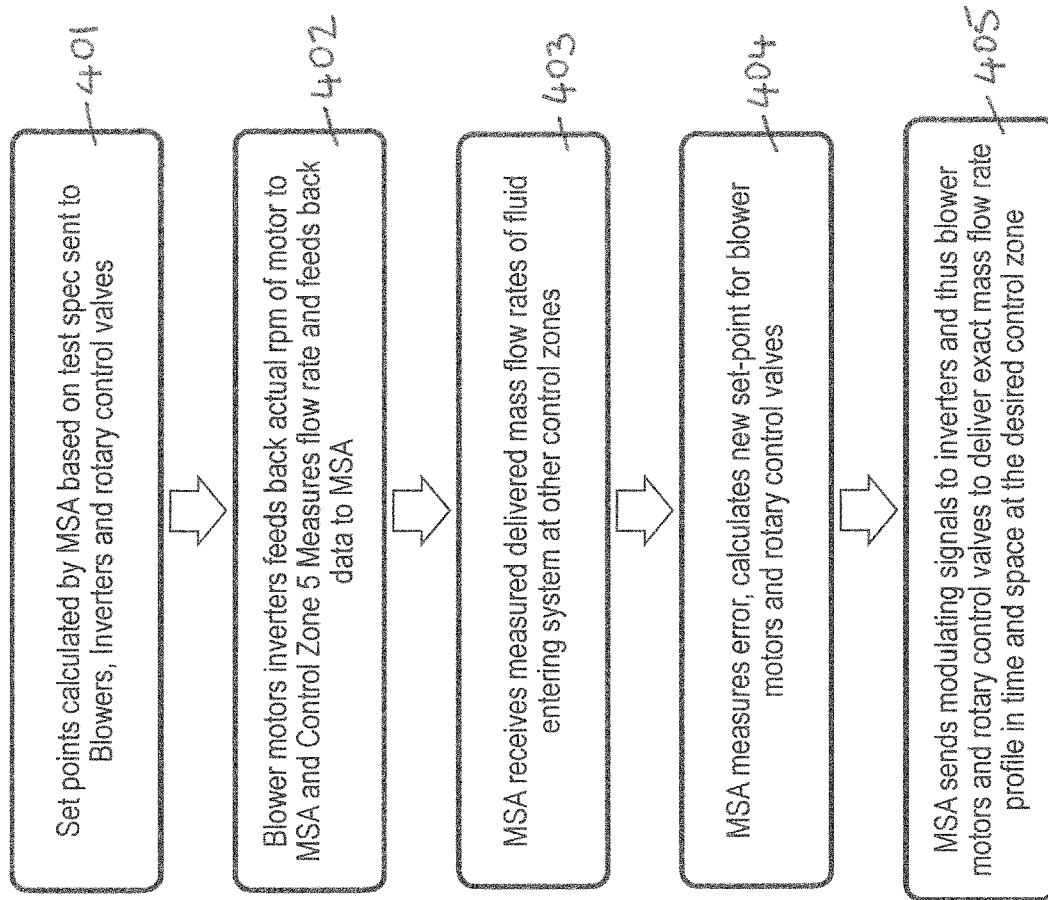 Set points calculated by MSA based on test spec sent to
Blowers, Inverters and rotary control valves
401
Blower motors inverters feeds back actual rpm of motor to
MSA and Control Zone 5 Measures flow rate and feeds back
data to MSA
402
MSA receives measured delivered mass flow rates of fluid
entering system at other control zones
403
MSA measures error, calculates new set-point for blower
motors and rotary control valves
404
MSA sends modulating signals to inverters and thus blower
motors and rotary control valves to deliver exact mass flow rate
profile in time and space at the desired control zone
405